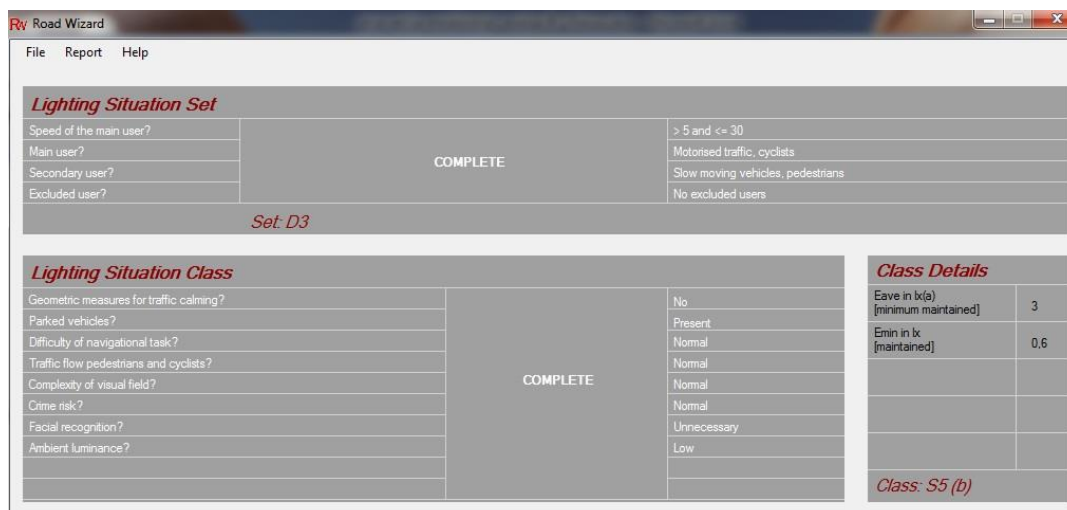 RW Road Wizard
File Report Help
Lighting Situation Set
Speed of the main user? > 5 and <= 30
Main user? Motorised traffic, cyclists
COMPLETE
Secondary user? Slow moving vehicles, pedestrians
Excluded user? No excluded users
Set: D3
Lighting Situation Class
Geometric measures for traffic calming? No
Parked vehicles? Present
Difficulty of navigational task? Normal
Traffic flow pedestrians and cyclists? Normal
Complexity of visual field? COMPLETE Normal
Crime risk? Normal
Facial recognition? Unnecessary
Ambient luminance? Low
Class Details
Eave in lx(a)
[minimum maintained] 3
Emin in lx
[maintained] 0,6
Class: S5 (b)